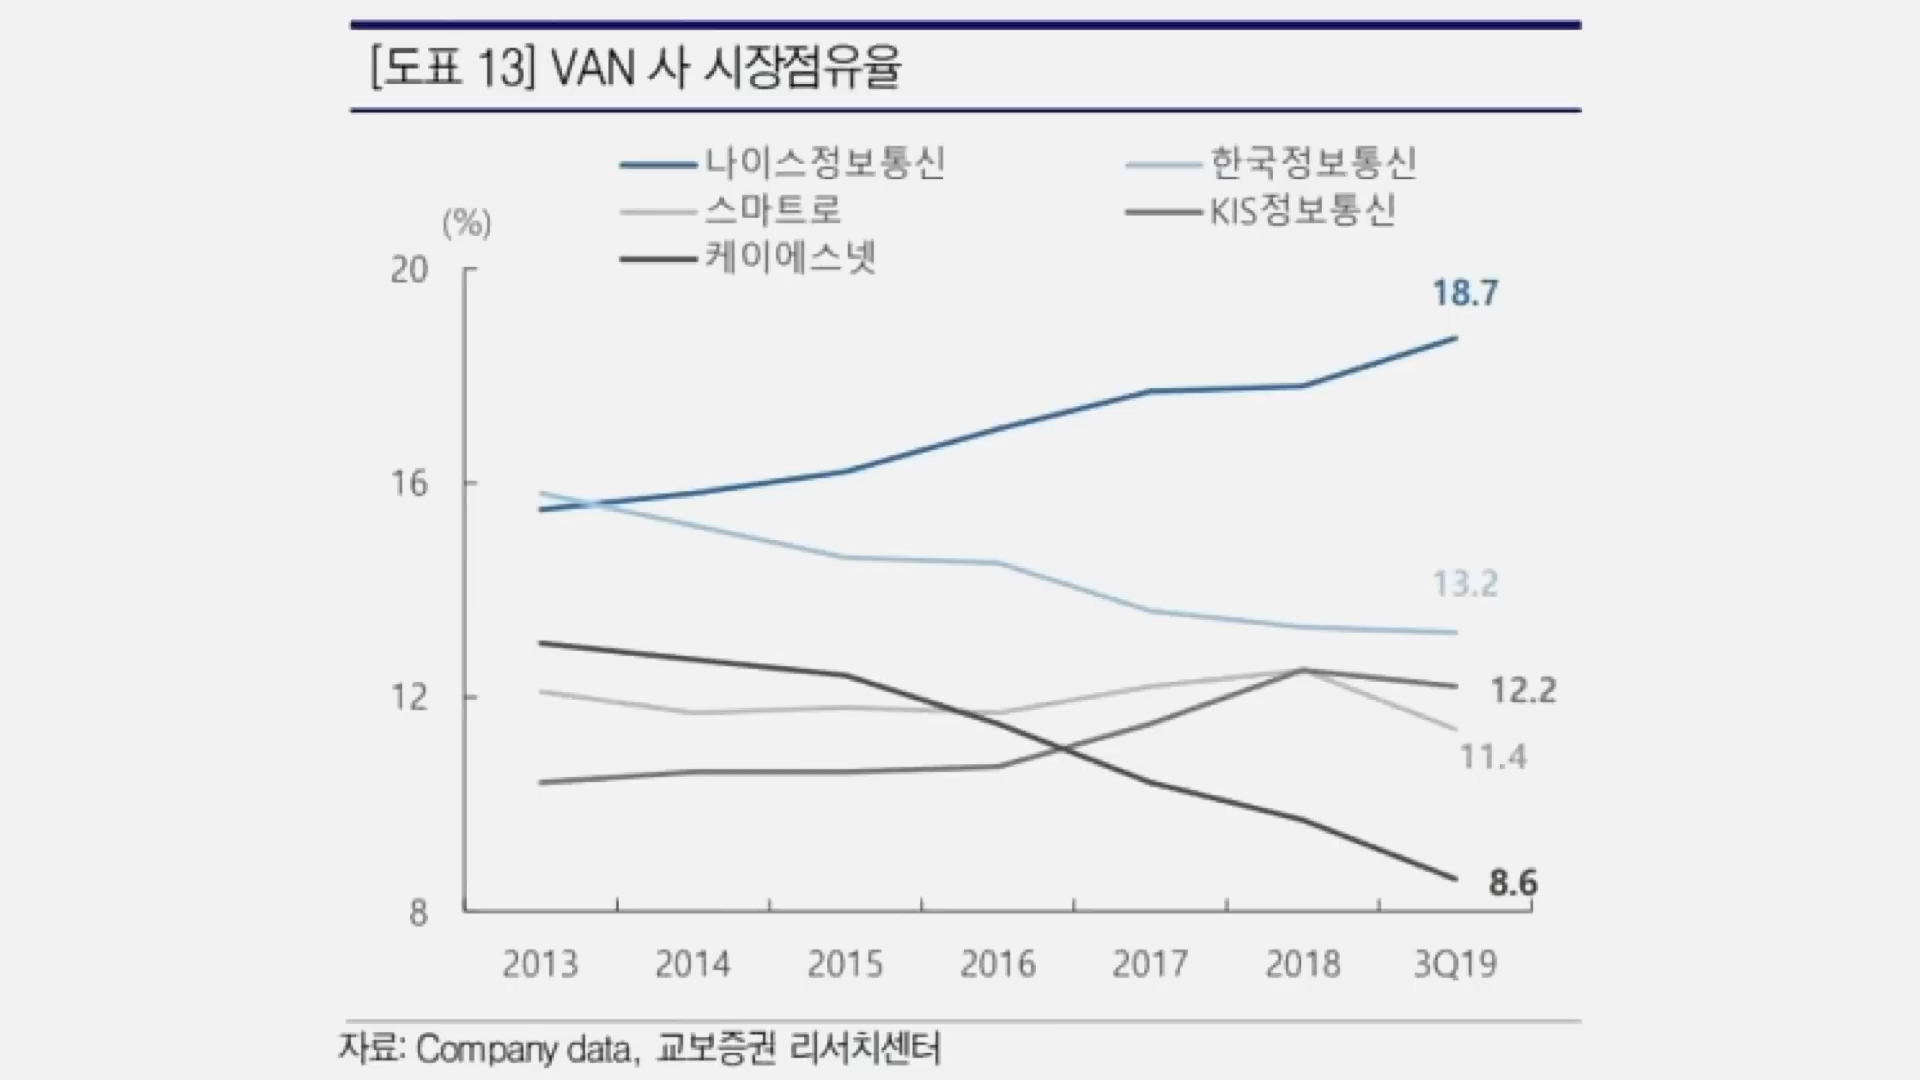 [도표 13] VAN 사 시장점유율
나이스정보통신 한국정보통신
스마트로 KIS정보통신
케이에스넷
(%)
20
16
12
8
18.7
13.2
12.2
11.4
8.6
2013 2014 2015 2016 2017 2018 3Q19
자료: Company data, 교보증권 리서치센터